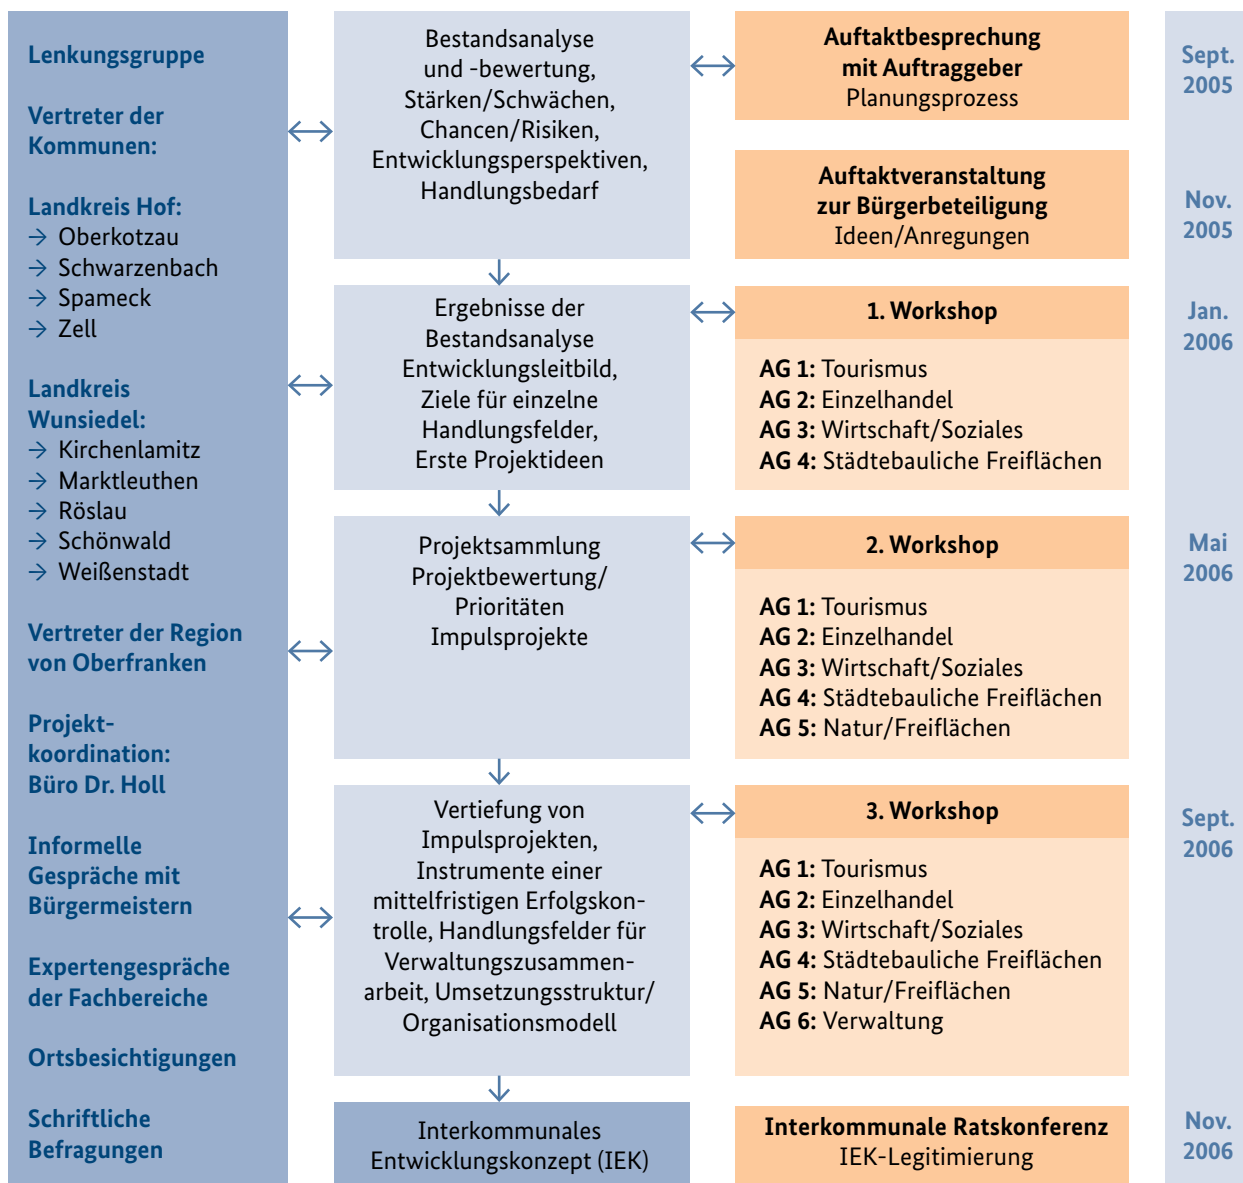 Lenkungsgruppe
Vertreter der
Kommunen:
Landkreis Hof:
→ Oberkotzau
→ Schwarzenbach
→ Spameck
→ Zell
Landkreis
Wunsiedel:
→ Kirchenlamitz
→ Marktleuthen
→ Röslau
→ Schönwald
→ Weißenstadt
Vertreter der Region
von Oberfranken
Projekt-
koordination:
Büro Dr. Holl
Informelle
Gespräche mit
Bürgermeistern
Expertengespräche
der Fachbereiche
Ortsbesichtigungen
Schriftliche
Befragungen
Bestandsanalyse
und -bewertung,
Stärken/Schwächen,
Chancen/Risiken,
Entwicklungsperspektiven,
Handlungsbedarf
Ergebnisse der
Bestandsanalyse
Entwicklungsleitbild,
Ziele für einzelne
Handlungsfelder,
Erste Projektideen
Projektsammlung
Projektbewertung/
Prioritäten
Impulsprojekte
Vertiefung von
Impulsprojekten,
Instrumente einer
mittelfristigen Erfolgskon-
trolle, Handlungsfelder für
Verwaltungszusammen-
arbeit, Umsetzungsstruktur/
Organisationsmodell
Interkommunales
Entwicklungskonzept (IEK)
Auftaktbesprechung
mit Auftraggeber
Planungsprozess
Auftaktveranstaltung
zur Bürgerbeteiligung
Ideen/Anregungen
1. Workshop
AG 1: Tourismus
AG 2: Einzelhandel
AG 3: Wirtschaft/Soziales
AG 4: Städtebauliche Freiflächen
2. Workshop
AG 1: Tourismus
AG 2: Einzelhandel
AG 3: Wirtschaft/Soziales
AG 4: Städtebauliche Freiflächen
AG 5: Natur/Freiflächen
3. Workshop
AG 1: Tourismus
AG 2: Einzelhandel
AG 3: Wirtschaft/Soziales
AG 4: Städtebauliche Freiflächen
AG 5: Natur/Freiflächen
AG 6: Verwaltung
Interkommunale Ratskonferenz
IEK-Legitimierung
Sept.
2005
Nov.
2005
Jan.
2006
Mai
2006
Sept.
2006
Nov.
2006